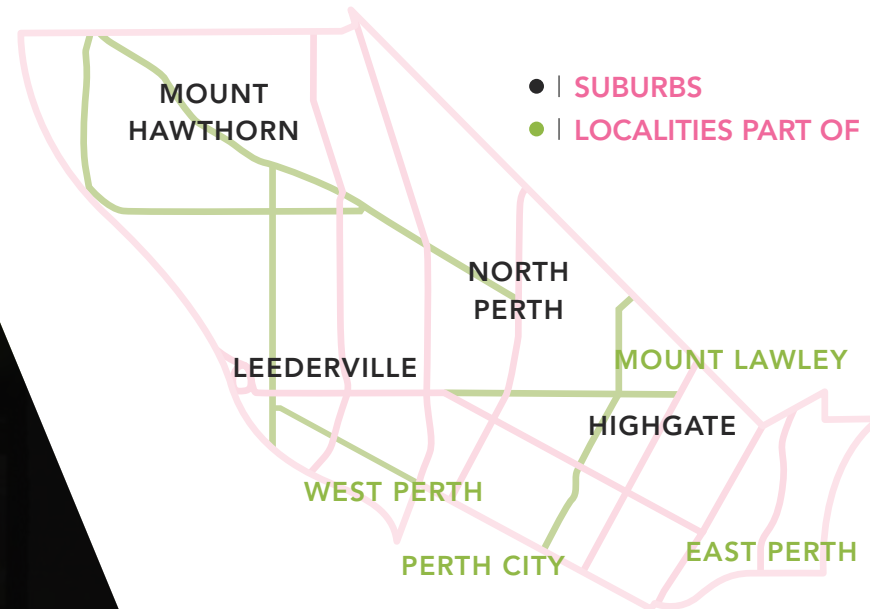 MOUNT
HAWTHORN
SUBURBS
LOCALITIES PART OF
NORTH
PERTH
LEEDERVILLE
MOUNT LAWLEY
HIGHGATE
WEST PERTH
PERTH CITY
EAST PERTH